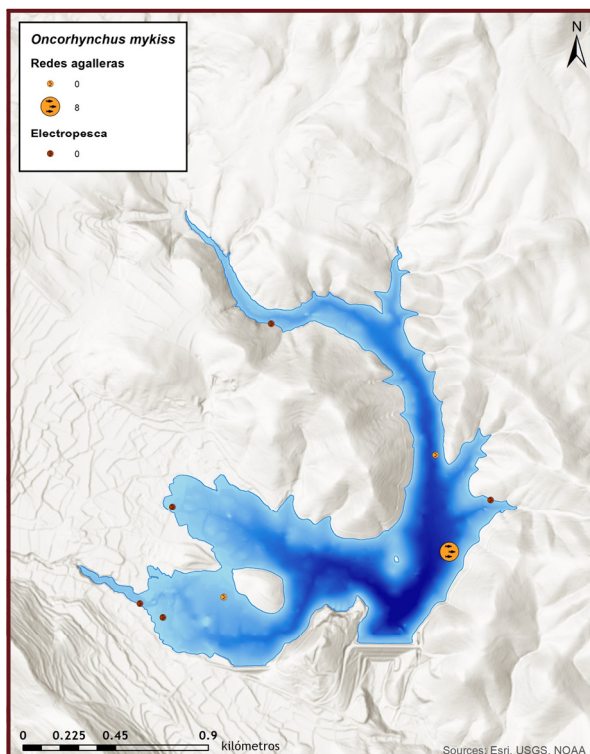 Oncorhynchus mykiss
Redes agalleras
0
8
Electropesca
0
N
0 0.225 0.45 0.9
kilómetros
Sources: Esri, USGS, NOAA